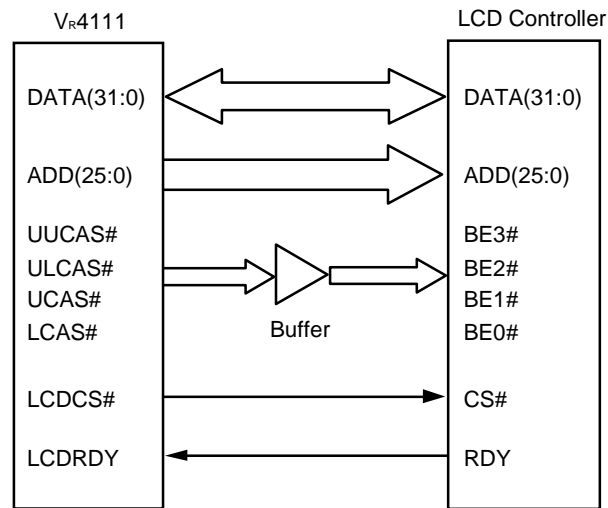 VR4111
LCD Controller
DATA(31:0)
DATA(31:0)
ADD(25:0)
ADD(25:0)
UUCAS#
BE3#
ULCAS#
BE2#
UCAS#
BE1#
LCAS#
Buffer
BE0#
LCDCS#
CS#
LCDRDY
RDY